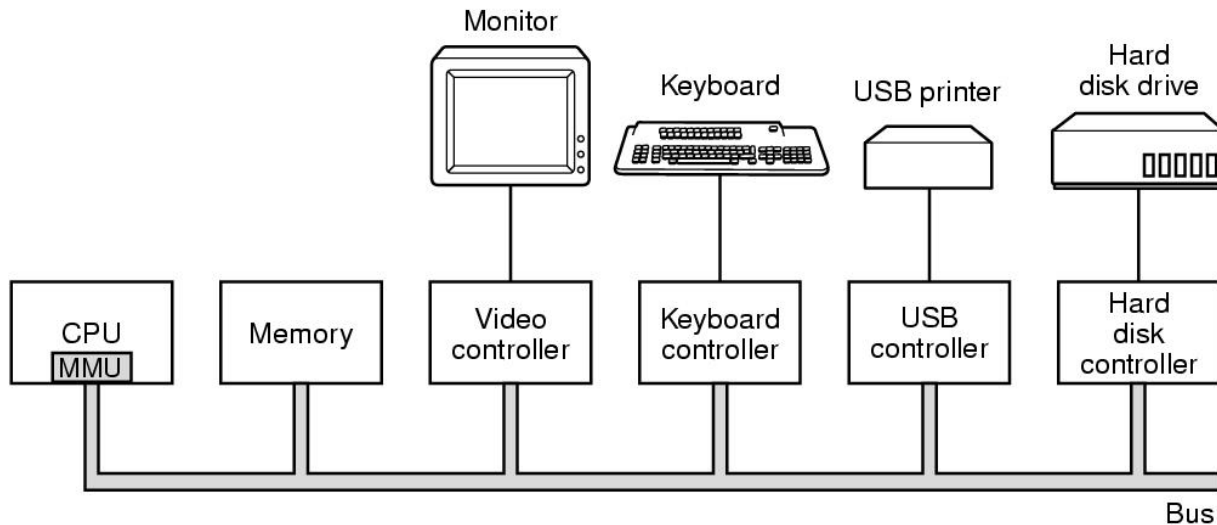 Monitor
Keyboard
USB printer
Hard
disk drive
CPU
MMU
Memory
Video
controller
Keyboard
controller
USB
controller
Hard
disk
controller
Bus